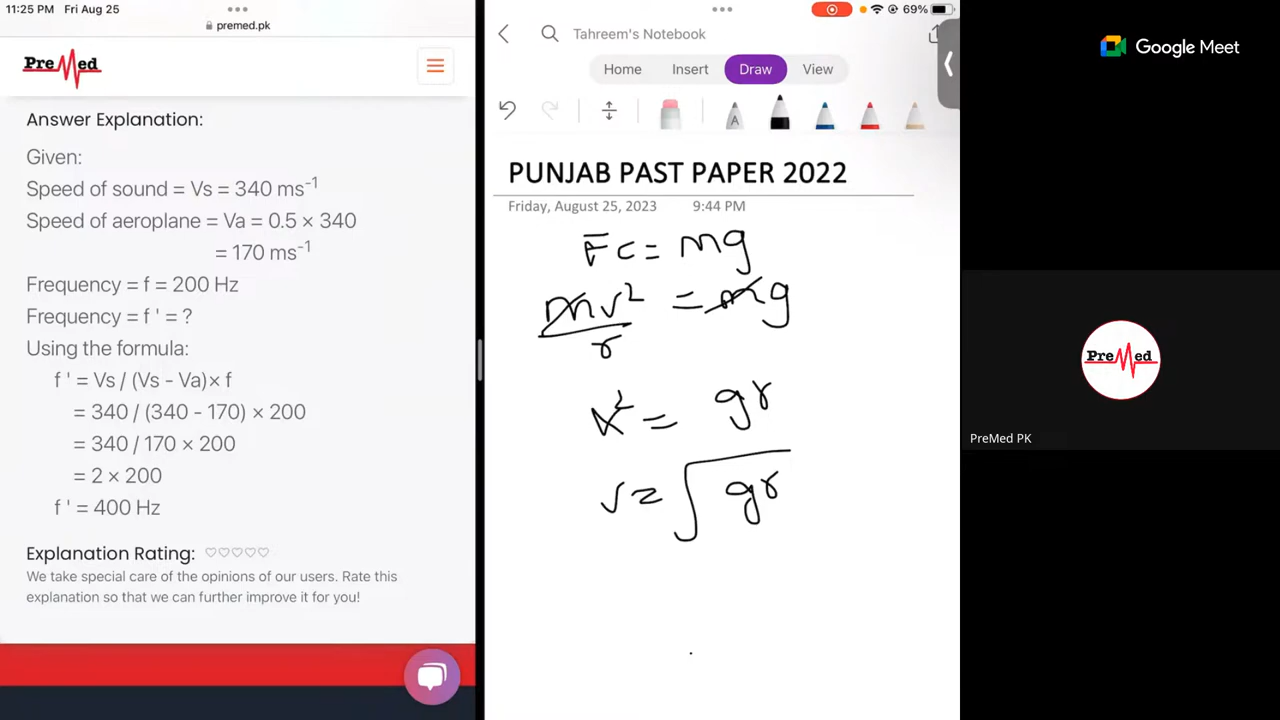 11:25 PM Fri Aug 25
premed.pk
PreMed
Answer Explanation:
Given:
Speed of sound = Vs = 340 ms⁻¹
Speed of aeroplane = Va = 0.5 × 340
= 170 ms⁻¹
Frequency = f = 200 Hz
Frequency = f ' = ?
Using the formula:
f ' = Vs / (Vs - Va)× f
= 340 / (340 - 170) × 200
= 340 / 170 × 200
= 2 × 200
f ' = 400 Hz
Explanation Rating:
We take special care of the opinions of our users. Rate this
explanation so that we can further improve it for you!
69%
Tahreem's Notebook
Home Insert Draw View
A
PUNJAB PAST PAPER 2022
Friday, August 25, 2023 9:44 PM
Fc = mg
mv²/r = mg
v² = gr
v = √gr
Google Meet
PreMed
PreMed PK